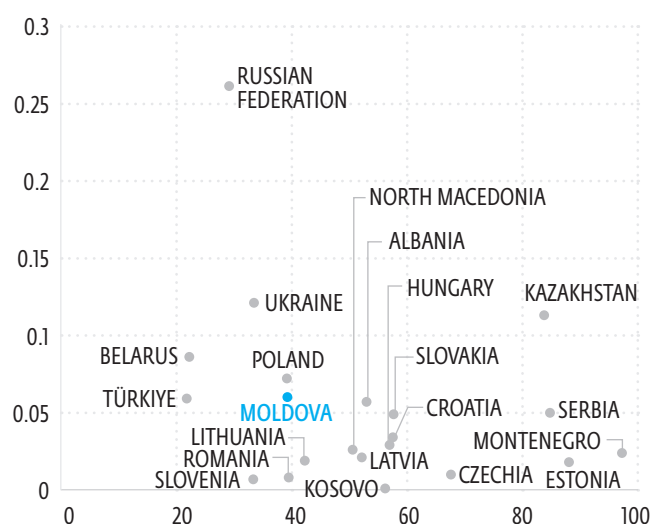 0.3
RUSSIAN
FEDERATION
0.25
0.2
NORTH MACEDONIA
ALBANIA
0.15
HUNGARY
KAZAKHSTAN
UKRAINE
0.1
BELARUS
POLAND
SLOVAKIA
TÜRKIYE
MOLDOVA
CROATIA
SERBIA
0.05
LITHUANIA
MONTENEGRO
ROMANIA
LATVIA
SLOVENIA
KOSOVO
CZECHIA
ESTONIA
0
0 20 40 60 80 100